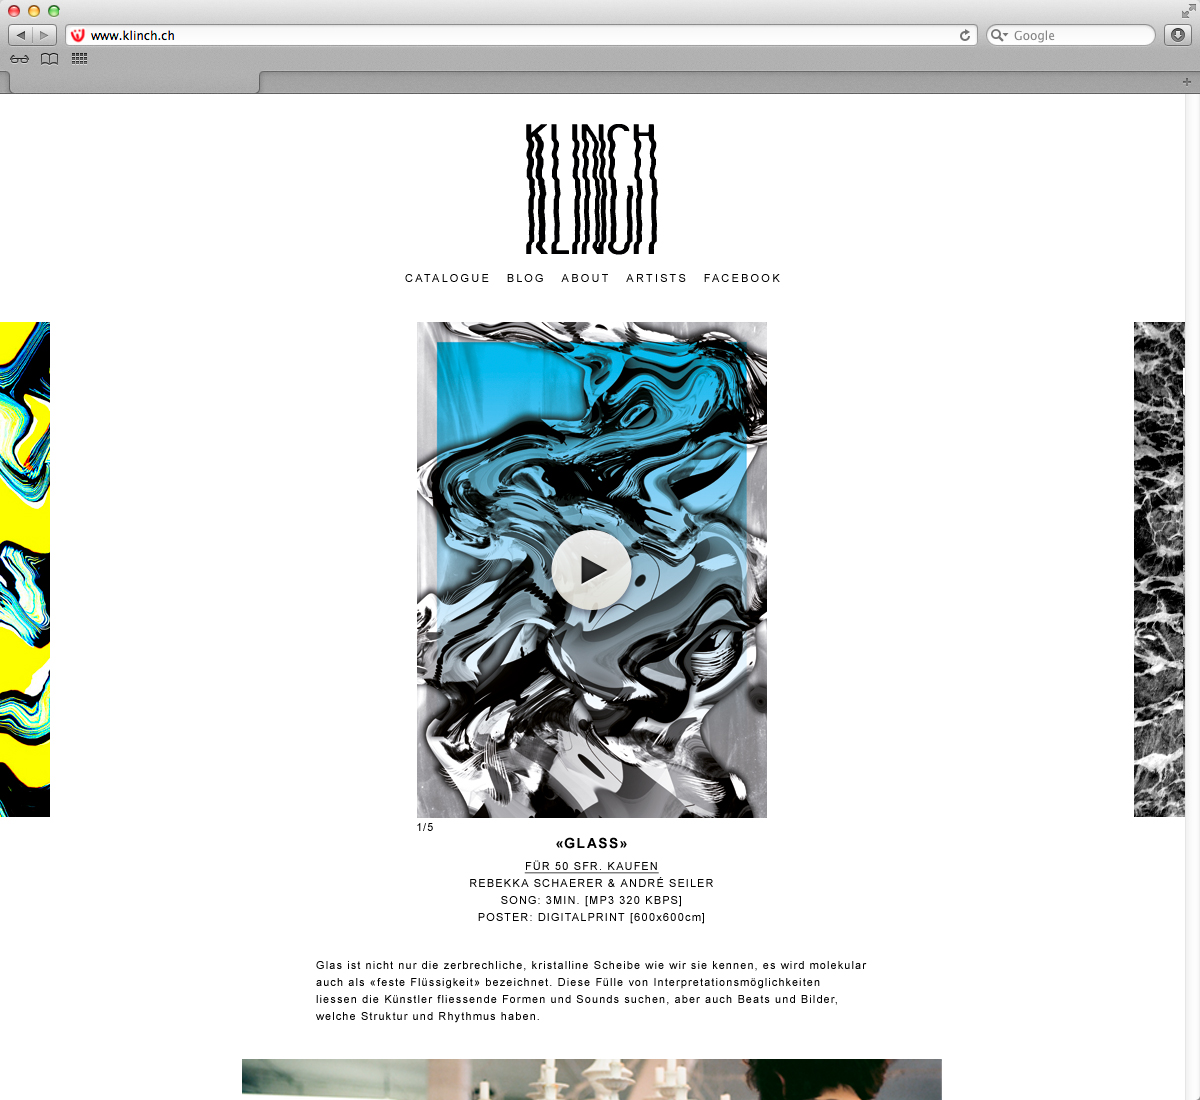 www.klinch.ch
Google
KLINCH
CATALOGUE BLOG ABOUT ARTISTS FACEBOOK
1/5
«GLASS»
FÜR 50 SFR. KAUFEN
REBEKKA SCHAERER & ANDRÉ SEILER
SONG: 3MIN. [MP3 320 KBPS]
POSTER: DIGITALPRINT [600x600cm]
Glas ist nicht nur die zerbrechliche, kristalline Scheibe wie wir sie kennen, es wird molekular
auch als «feste Flüssigkeit» bezeichnet. Diese Fülle von Interpretationsmöglichkeiten
liessen die Künstler fliessende Formen und Sounds suchen, aber auch Beats und Bilder,
welche Struktur und Rhythmus haben.